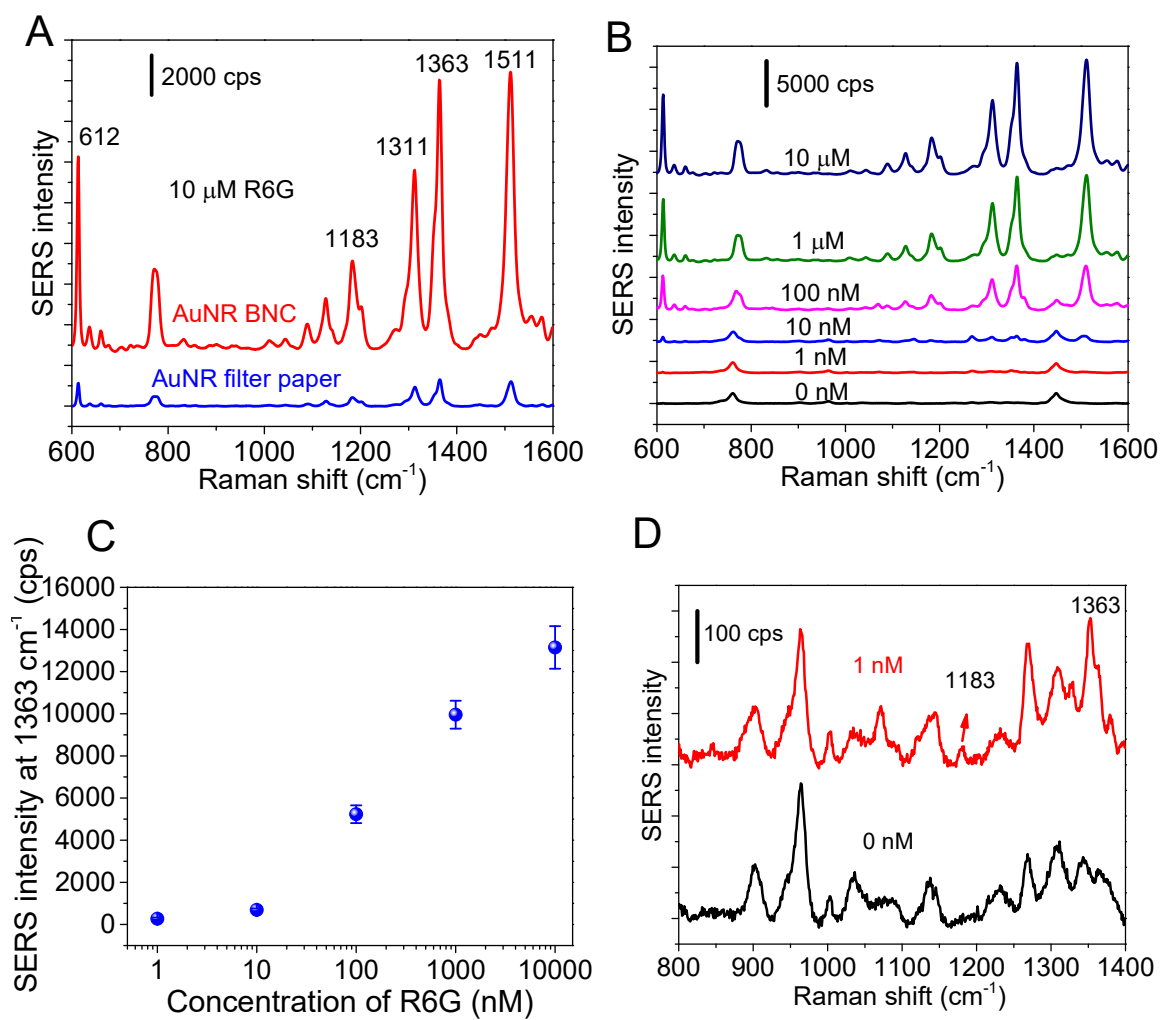 A
2000 cps
612
1311
1363
1511
10 μM R6G
1183
AuNR BNC
AuNR filter paper
SERS intensity
600 800 1000 1200 1400 1600
Raman shift (cm⁻¹)
B
5000 cps
10 μM
1 μM
100 nM
10 nM
1 nM
0 nM
SERS intensity
600 800 1000 1200 1400 1600
Raman shift (cm⁻¹)
C
SERS intensity at 1363 cm⁻¹ (cps)
16000
14000
12000
10000
8000
6000
4000
2000
0
1 10 100 1000 10000
Concentration of R6G (nM)
D
100 cps
1363
1 nM
1183
0 nM
SERS intensity
800 900 1000 1100 1200 1300 1400
Raman shift (cm⁻¹)